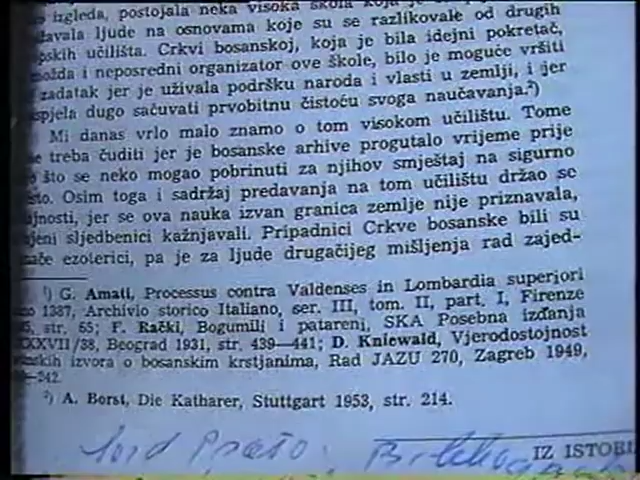 izgleda, postojala neka visoka škola koja je
ljude na osnovama koje su se razlikovale od drugih
učilišta. Crkvi bosanskoj, koja je bila idejni pokretač,
i neposredni organizator ove škole, bilo je moguće vršiti
zadatak jer je uživala podršku naroda i vlasti u zemlji, i jer
dugo sačuvati prvobitnu čistoću svoga naučavanja.²)
Mi danas vrlo malo znamo o tom visokom učilištu. Tome
treba čuditi jer je bosanske arhive progutalo vrijeme prije
što se neko mogao pobrinuti za njihov smještaj na sigurno
Osim toga i sadržaj predavanja na tom učilištu držao se
jer se ova nauka izvan granica zemlje nije priznavala,
sljedbenici kažnjavali. Pripadnici Crkve bosanske bili su
ezoterici, pa je za ljude drugačijeg mišljenja rad zajed-
¹) G. Amati, Processus contra Valdenses in Lombardia superiori
1387, Archivio storico Italiano, ser. III, tom. II, part. I, Firenze
str. 65; F. Rački, Bogumili i patareni, SKA Posebna izdanja
XXVII/38, Beograd 1931, str. 439—441; D. Kniewald, Vjerodostojnost
izvora o bosanskim krstjanima, Rad JAZU 270, Zagreb 1949,
—242.
²) A. Borst, Die Katharer, Stuttgart 1953, str. 214.
IZ ISTORI